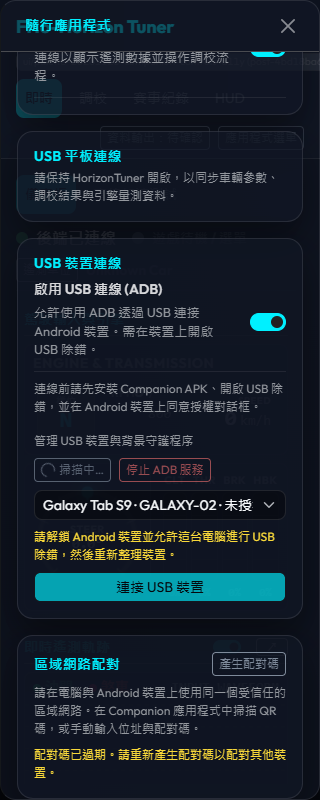 隨行應用程式
連線以顯示遙測數據並操作調校流
程。
USB 平板連線
請保持 HorizonTuner 開啟，以同步車輛參數、
調校結果與引擎量測資料。
USB 裝置連線
啟用 USB 連線 (ADB)
允許使用 ADB 透過 USB 連接
Android 裝置。需在裝置上開啟
USB 除錯。
ENGINE & TRANSMISSION
連線前請先安裝 Companion APK、開啟 USB 除
錯，並在 Android 裝置上同意授權對話框。
管理 USB 裝置與背景守護程序
掃描中...
停止 ADB 服務
Galaxy Tab S9 · GALAXY-02 · 未授
請解鎖 Android 裝置並允許這台電腦進行 USB
除錯，然後重新整理裝置。
連接 USB 裝置
區域網路配對
產生配對碼
請在電腦與 Android 裝置上使用同一個受信任的
區域網路。在 Companion 應用程式中掃描 QR
碼，或手動輸入位址與配對碼。
配對碼已過期。請重新產生配對碼以配對其他裝
置。